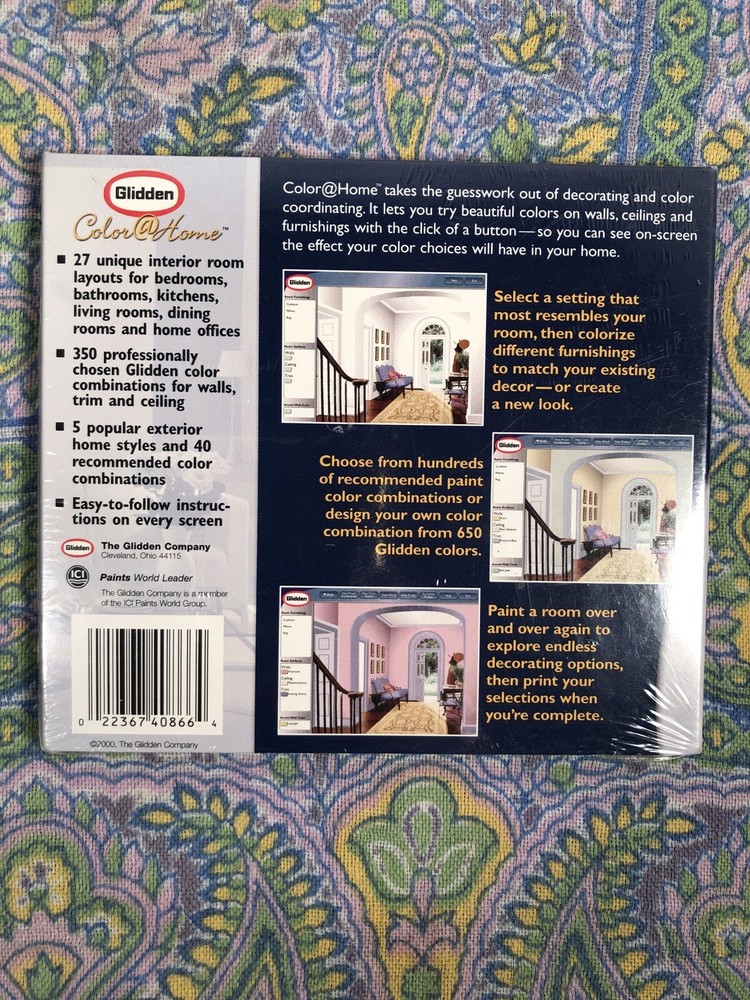 Glidden
Color@Home™
27 unique interior room
layouts for bedrooms,
bathrooms, kitchens,
living rooms, dining
rooms and home offices
350 professionally
chosen Glidden color
combinations for walls,
trim and ceiling
5 popular exterior
home styles and 40
recommended color
combinations
Easy-to-follow instruc-
tions on every screen
Glidden
The Glidden Company
Cleveland, Ohio 44115
ICI
Paints World Leader
The Glidden Company is a member
of the ICI Paints World Group.
0 22367 40866 4
©2000, The Glidden Company
Color@Home™ takes the guesswork out of decorating and color
coordinating. It lets you try beautiful colors on walls, ceilings and
furnishings with the click of a button—so you can see on-screen
the effect your color choices will have in your home.
Glidden
Select a setting that
most resembles your
room, then colorize
different furnishings
to match your existing
decor—or create
a new look.
Choose from hundreds
of recommended paint
color combinations or
design your own color
combination from 650
Glidden colors.
Glidden
Glidden
Paint a room over
and over again to
explore endless
decorating options,
then print your
selections when
you're complete.